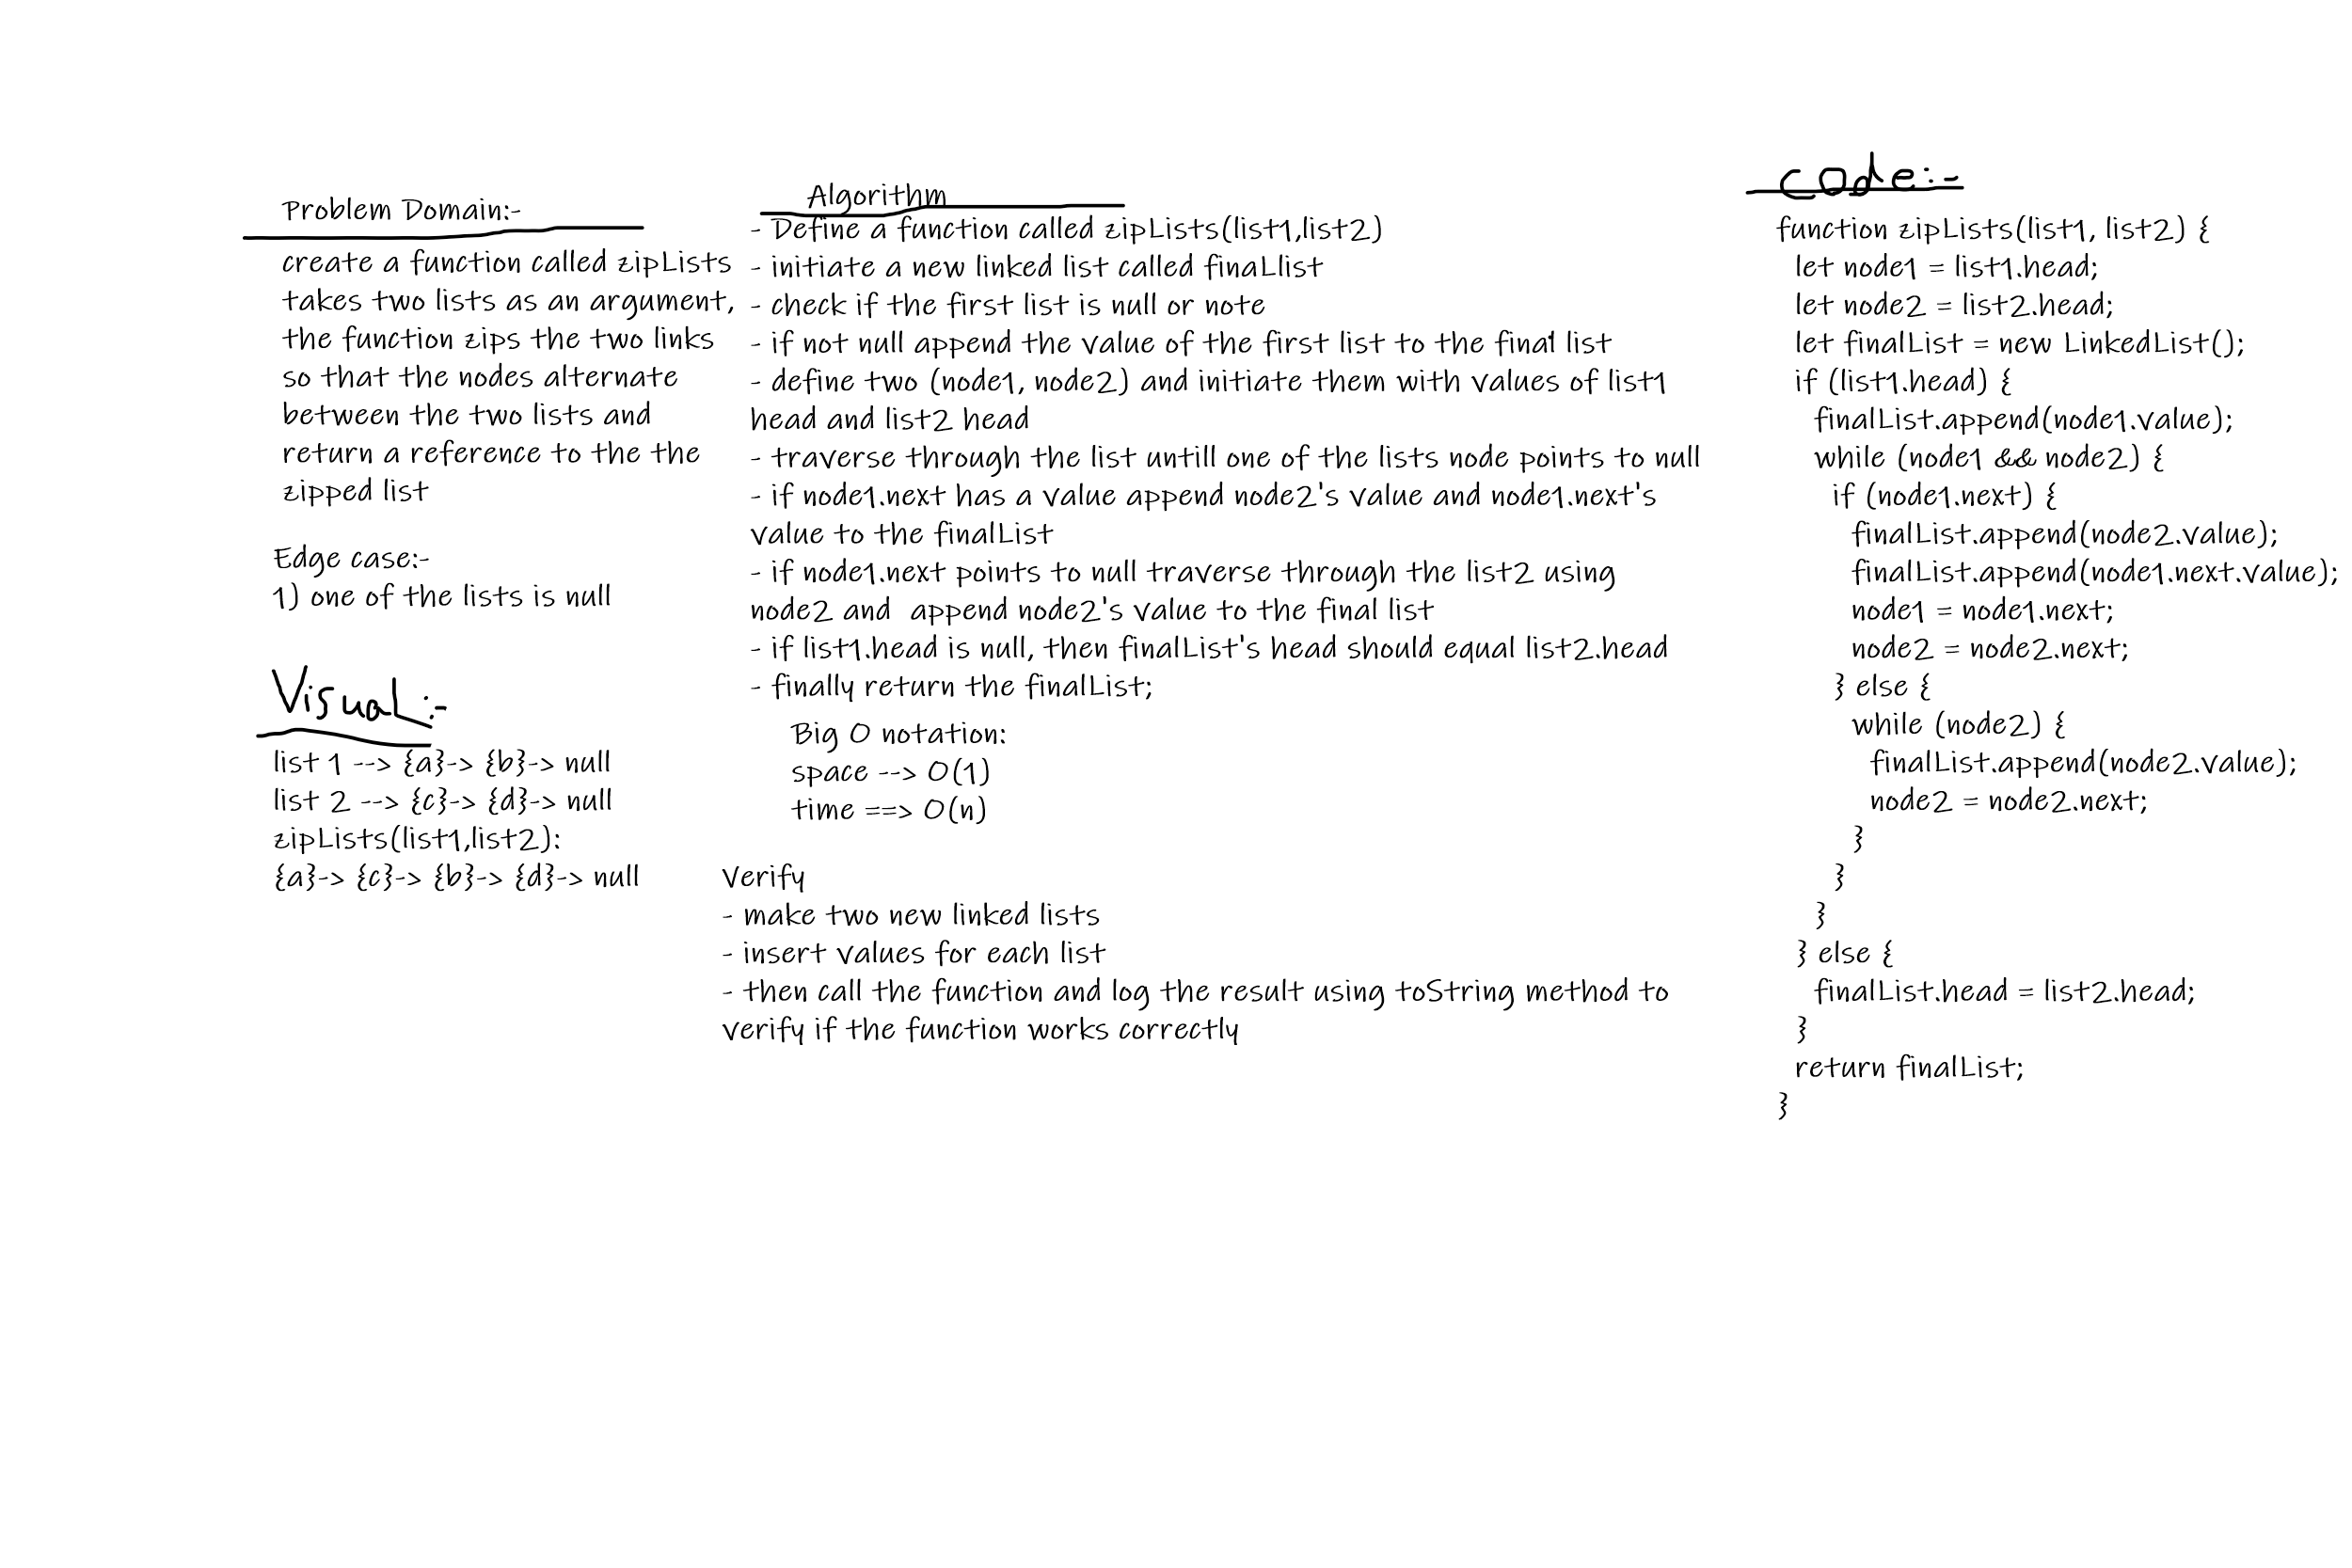 Problem Domain:-
create a function called zipLists
takes two lists as an argument,
the function zips the two links
so that the nodes alternate
between the two lists and
return a reference to the the
zipped list
Edge case:-
1) one of the lists is null
Visual:-
list 1 --> {a}-> {b}-> null
list 2 --> {c}-> {d}-> null
zipLists(list1,list2):
{a}-> {c}-> {b}-> {d}-> null
Algorithm
- Define a function called zipLists(list1,list2)
- initiate a new linked list called finaLlist
- check if the first list is null or note
- if not null append the value of the first list to the final list
- define two (node1, node2) and initiate them with values of list1
head and list2 head
- traverse through the list untill one of the lists node points to null
- if node1.next has a value append node2's value and node1.next's
value to the finalList
- if node1.next points to null traverse through the list2 using
node2 and  append node2's value to the final list
- if list1.head is null, then finalList's head should equal list2.head
- finally return the finalList;
Big O notation:
space --> O(1)
time ==> O(n)
Verify
- make two new linked lists
- insert values for each list
- then call the function and log the result using toString method to
verify if the function works correctly
code:-
function zipLists(list1, list2) {
let node1 = list1.head;
let node2 = list2.head;
let finalList = new LinkedList();
if (list1.head) {
finalList.append(node1.value);
while (node1 && node2) {
if (node1.next) {
finalList.append(node2.value);
finalList.append(node1.next.value);
node1 = node1.next;
node2 = node2.next;
} else {
while (node2) {
finalList.append(node2.value);
node2 = node2.next;
}
}
}
} else {
finalList.head = list2.head;
}
return finalList;
}